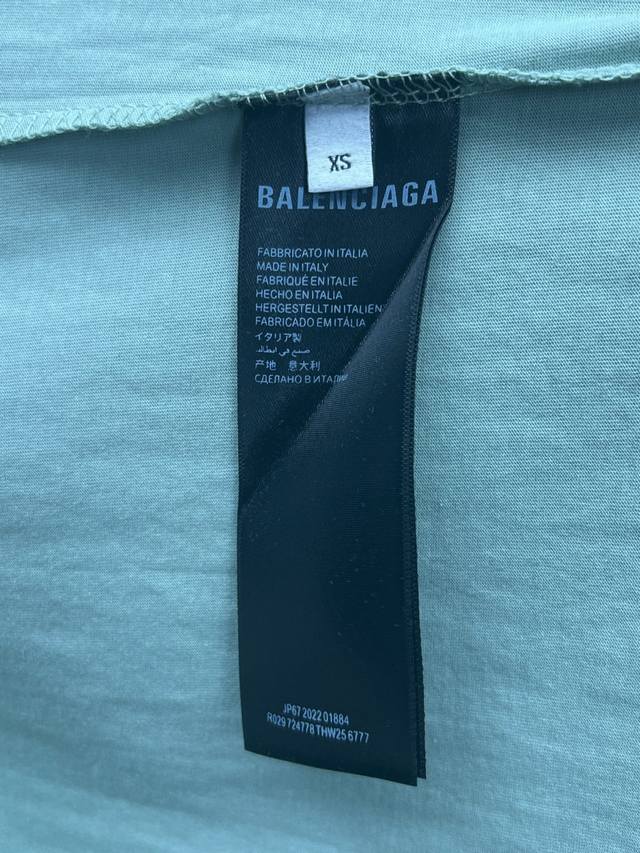 XS
BALENCIAGA
FABBRICATO IN ITALIA
MADE IN ITALY
FABRIQUÉ EN ITALIE
HECHO EN ITALIA
HERGESTELLT IN ITALIEN
FABRICADO EM ITÁLIA
イタリア製
صنع في
产地 意大利
СДЕЛАНО В ИТАЛИ
JP67 2022 01884
R029 724778 THW25 6777